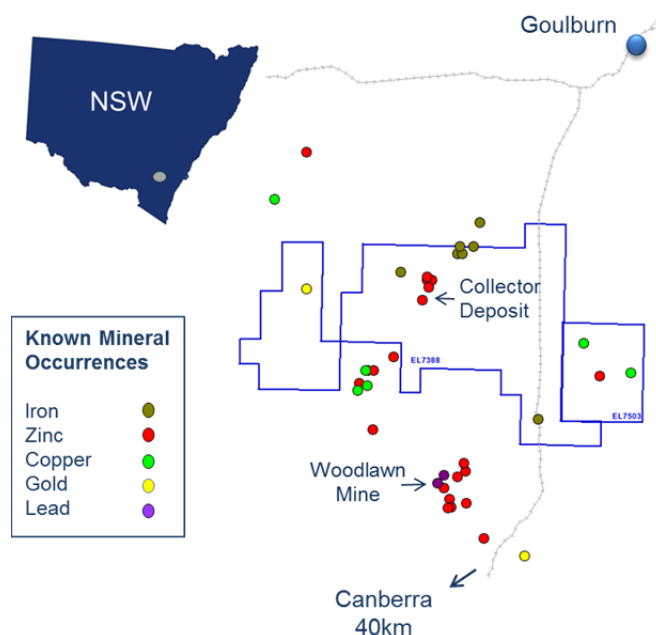 Goulburn
NSW
Collector
Deposit
Known Mineral
Occurrences
Iron
Zinc
Copper
Gold
Lead
EL7388
EL7503
Woodlawn
Mine
Canberra
40km